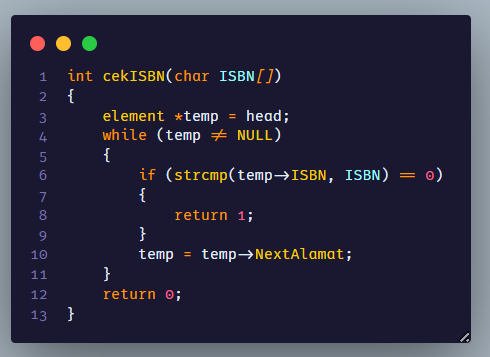 1 int cekISBN(char ISBN[])
2 {
3     element *temp = head;
4     while (temp != NULL)
5     {
6         if (strcmp(temp->ISBN, ISBN) == 0)
7         {
8             return 1;
9         }
10         temp = temp->NextAlamat;
11     }
12     return 0;
13 }